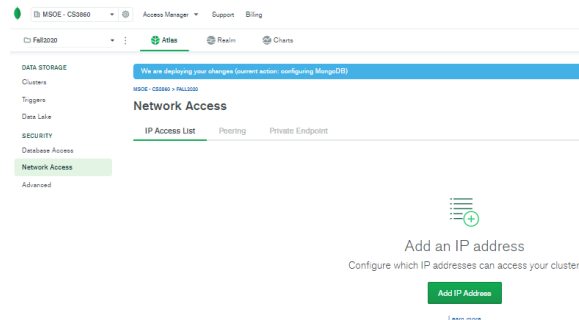 MSOE - CS3860
Access Manager
Support
Billing
Fall2020
Atlas
Realm
Charts
DATA STORAGE
Clusters
Triggers
Data Lake
SECURITY
Database Access
Network Access
Advanced
We are deploying your changes (current action: configuring MongoDB)
MSOE - CS3860 > FALL2020
Network Access
IP Access List
Peering
Private Endpoint
Add an IP address
Configure which IP addresses can access your cluster
Add IP Address
Learn more